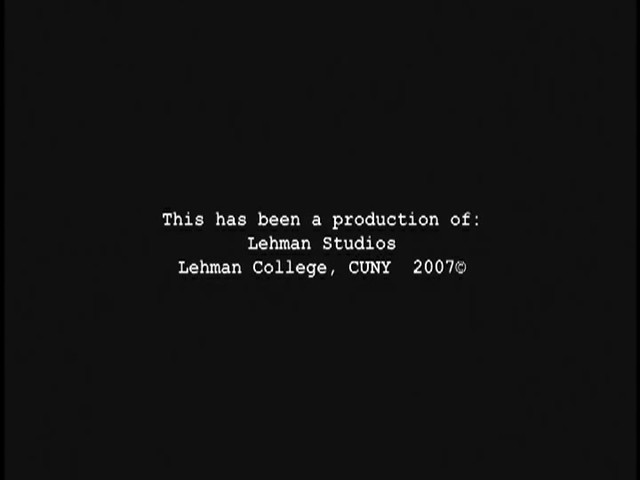 This has been a production of:
Lehman Studios
Lehman College, CUNY  2007©